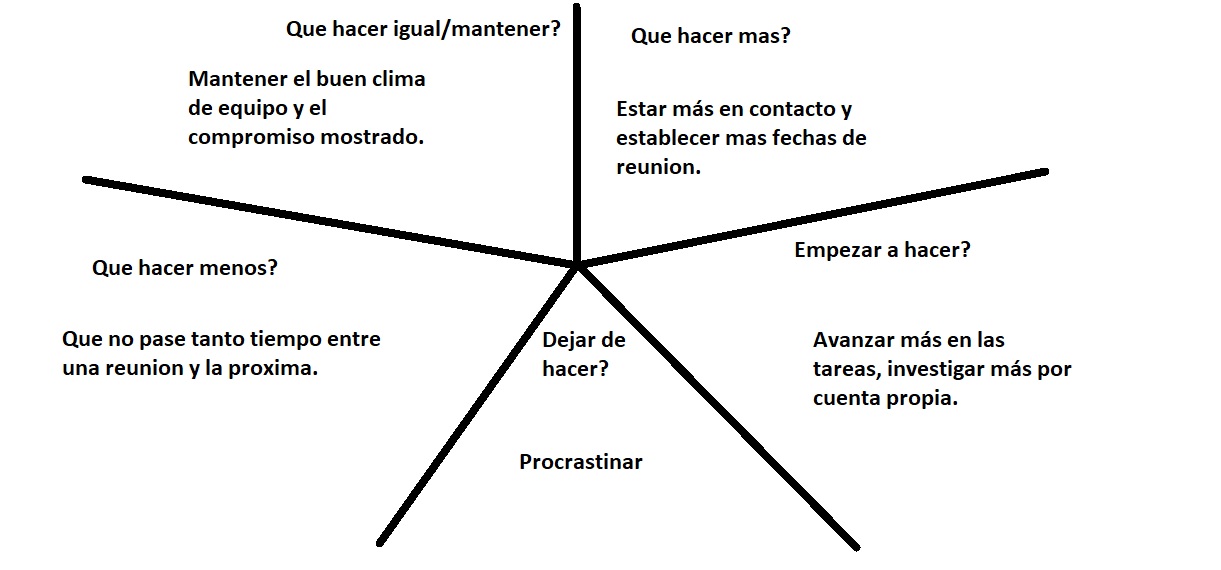 Que hacer igual/mantener?
Mantener el buen clima
de equipo y el
compromiso mostrado.
Que hacer mas?
Estar más en contacto y
establecer mas fechas de
reunion.
Empezar a hacer?
Avanzar más en las
tareas, investigar más por
cuenta propia.
Dejar de
hacer?
Procrastinar
Que hacer menos?
Que no pase tanto tiempo entre
una reunion y la proxima.